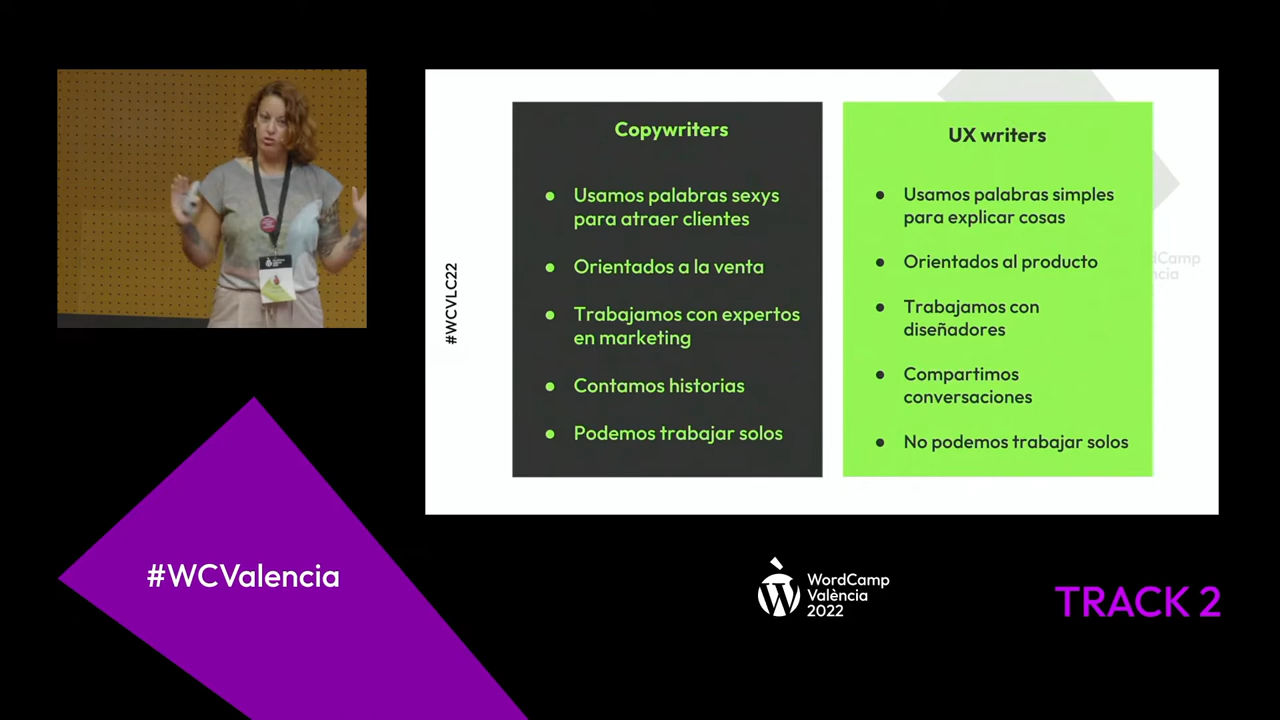 #WCVLC22
Copywriters
● Usamos palabras sexys
para atraer clientes
● Orientados a la venta
● Trabajamos con expertos
en marketing
● Contamos historias
● Podemos trabajar solos
UX writers
● Usamos palabras simples
para explicar cosas
● Orientados al producto
● Trabajamos con
diseñadores
● Compartimos
conversaciones
● No podemos trabajar solos
#WCValencia
WordCamp
València
2022
TRACK 2